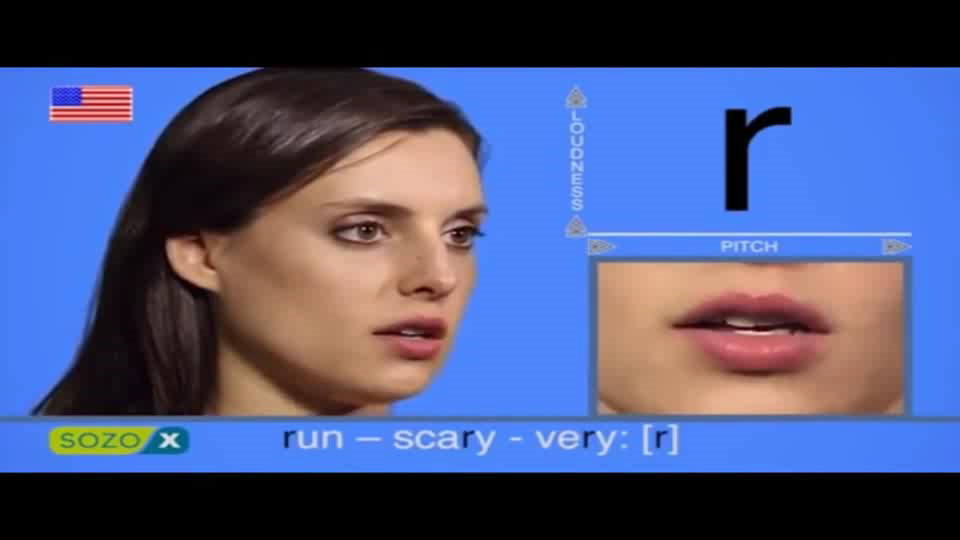 LOUDNESS
r
PITCH
SOZO X
run – scary - very: [r]